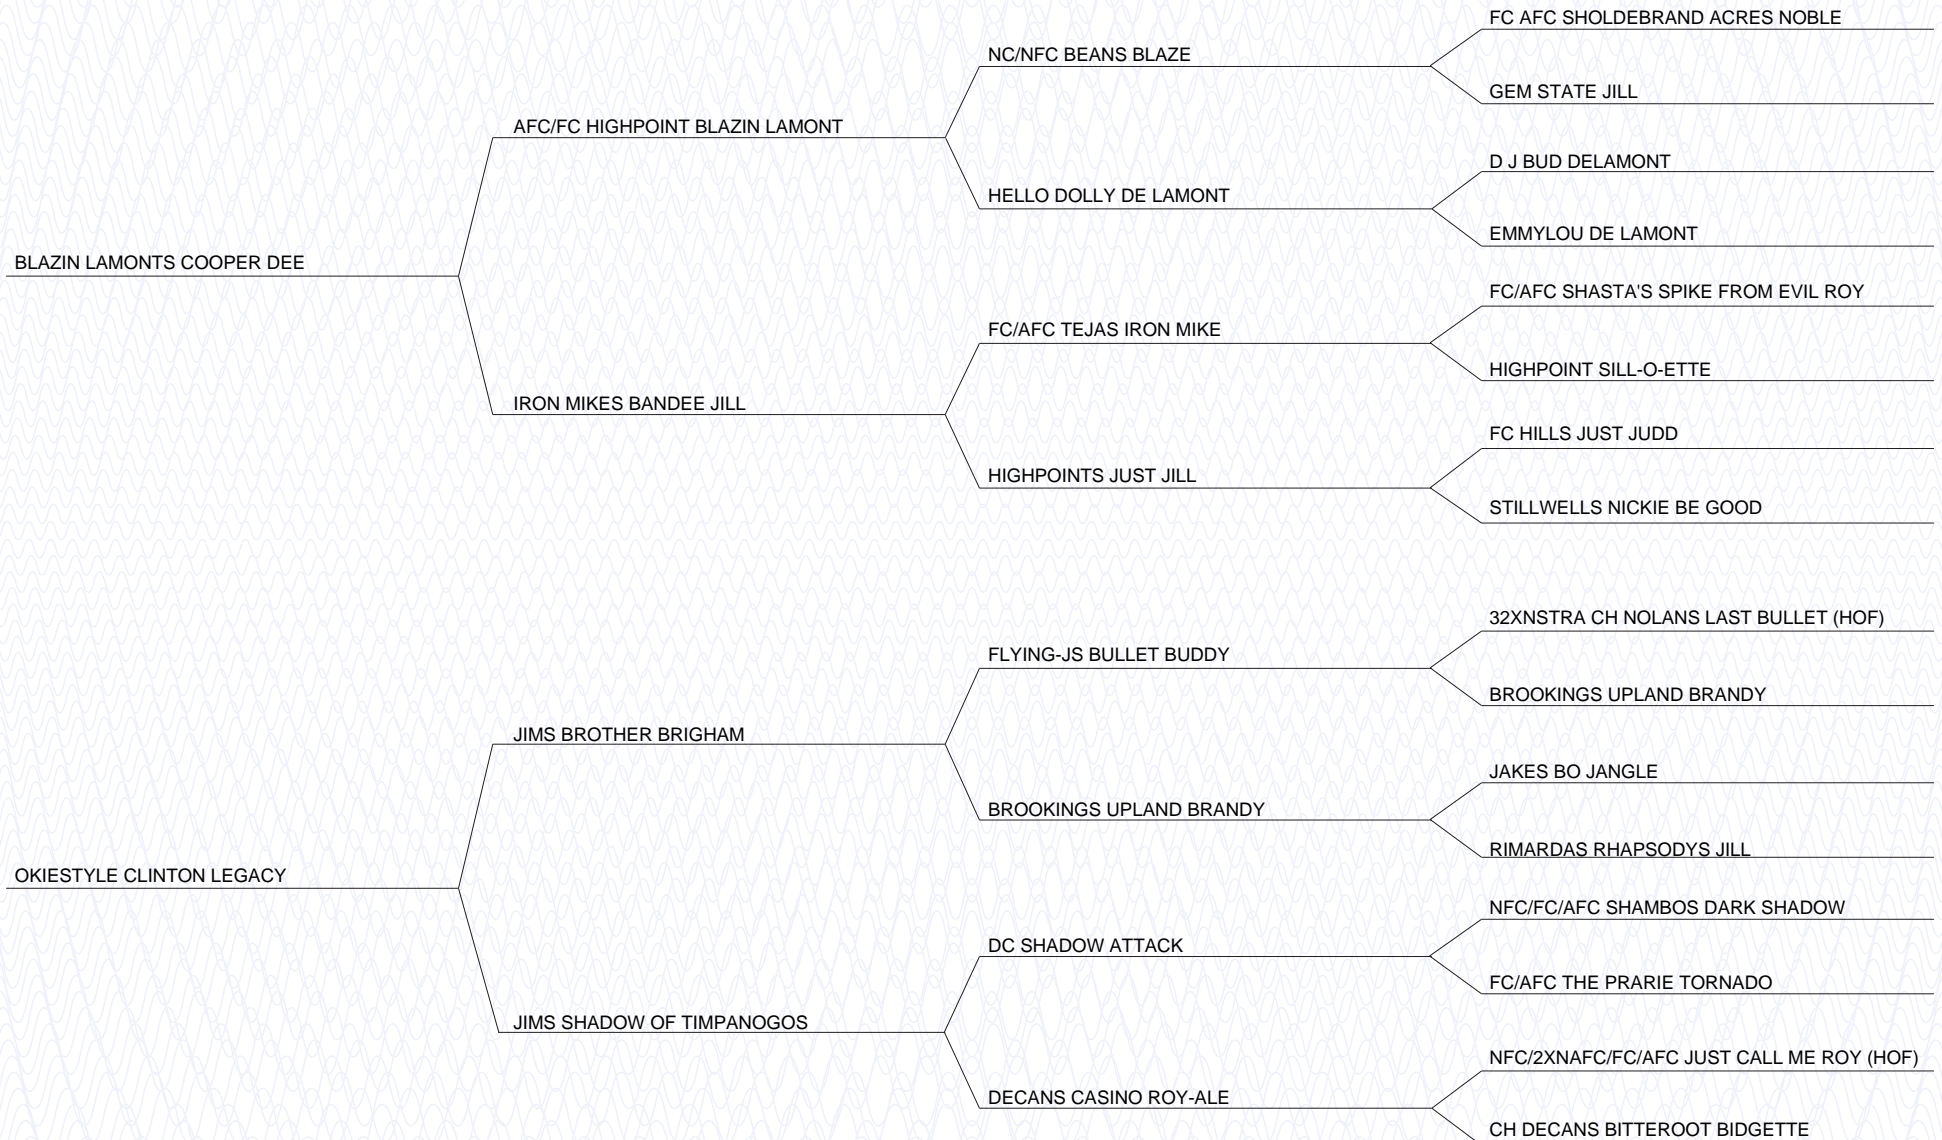 FC AFC SHOLDEBRAND ACRES NOBLE
NC/NFC BEANS BLAZE
GEM STATE JILL
AFC/FC HIGHPOINT BLAZIN LAMONT
D J BUD DELAMONT
HELLO DOLLY DE LAMONT
EMMYLOU DE LAMONT
BLAZIN LAMONTS COOPER DEE
FC/AFC SHASTA'S SPIKE FROM EVIL ROY
FC/AFC TEJAS IRON MIKE
HIGHPOINT SILL-O-ETTE
IRON MIKES BANDEE JILL
FC HILLS JUST JUDD
HIGHPOINTS JUST JILL
STILLWELLS NICKIE BE GOOD
32XNSTRA CH NOLANS LAST BULLET (HOF)
FLYING-JS BULLET BUDDY
BROOKINGS UPLAND BRANDY
JIMS BROTHER BRIGHAM
JAKES BO JANGLE
BROOKINGS UPLAND BRANDY
RIMARDAS RHAPSODYS JILL
OKIESTYLE CLINTON LEGACY
NFC/FC/AFC SHAMBOS DARK SHADOW
DC SHADOW ATTACK
FC/AFC THE PRARIE TORNADO
JIMS SHADOW OF TIMPANOGOS
NFC/2XNAFC/FC/AFC JUST CALL ME ROY (HOF)
DECANS CASINO ROY-ALE
CH DECANS BITTEROOT BIDGETTE